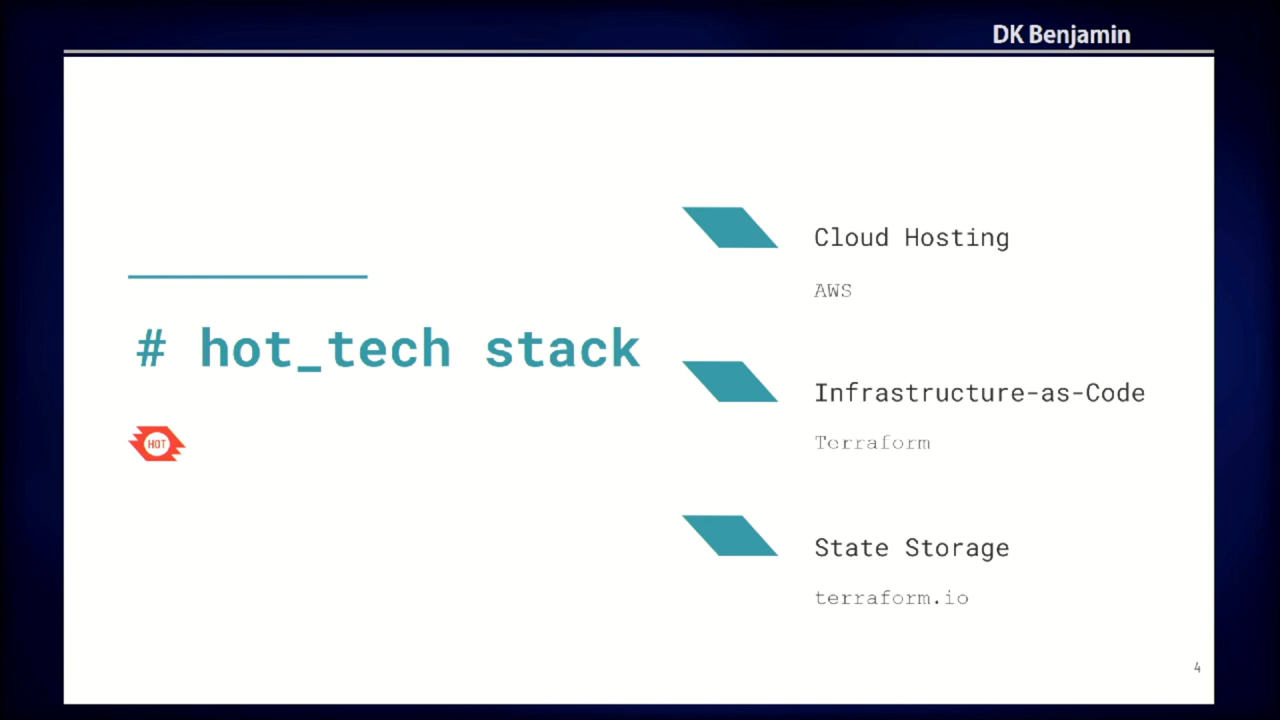 DK Benjamin
# hot_tech stack
HOT
Cloud Hosting
AWS
Infrastructure-as-Code
Terraform
State Storage
terraform.io
4